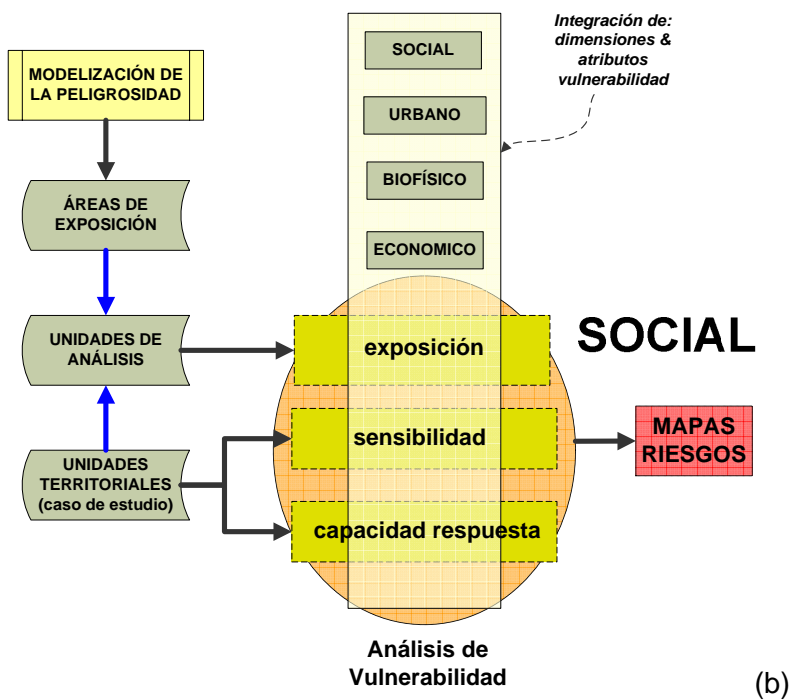 MODELIZACIÓN DE
LA PELIGROSIDAD
ÁREAS DE
EXPOSICIÓN
UNIDADES DE
ANÁLISIS
UNIDADES
TERRITORIALES
(caso de estudio)
SOCIAL
URBANO
BIOFÍSICO
ECONOMICO
Integración de:
dimensiones &
atributos
vulnerabilidad
exposición
sensibilidad
capacidad respuesta
SOCIAL
MAPAS
RIESGOS
Análisis de
Vulnerabilidad
(b)